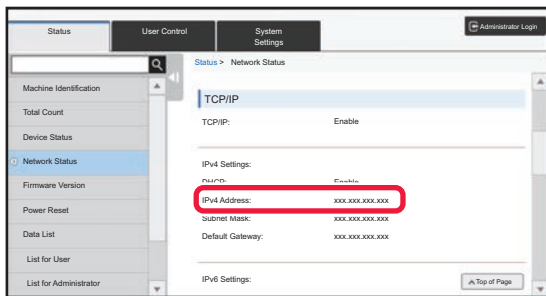 Status
User Control
System
Settings
Administrator Login
Status > Network Status
Machine Identification
Total Count
Device Status
Network Status
Firmware Version
Power Reset
Data List
List for User
List for Administrator
TCP/IP
TCP/IP: Enable
IPv4 Settings:
DHCP: Enable
IPv4 Address: xxx.xxx.xxx.xxx
Subnet Mask: xxx.xxx.xxx.xxx
Default Gateway: xxx.xxx.xxx.xxx
IPv6 Settings:
Top of Page